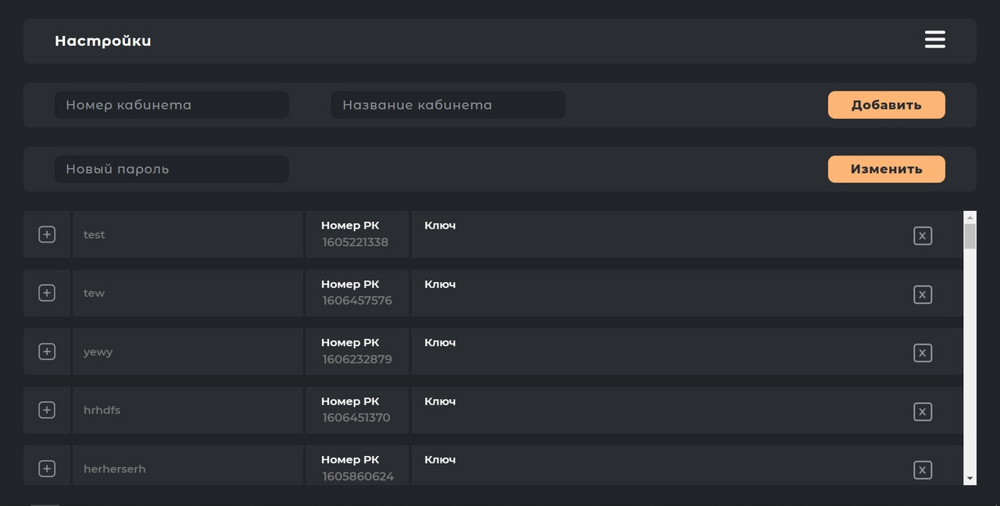 Настройки
Номер кабинета
Название кабинета
Добавить
Новый пароль
Изменить
test
Номер РК
1605221338
Ключ
X
tew
Номер РК
1606457576
Ключ
X
yewy
Номер РК
1606232879
Ключ
X
hrhdfs
Номер РК
1606451370
Ключ
X
herherserh
Номер РК
1605860624
Ключ
X